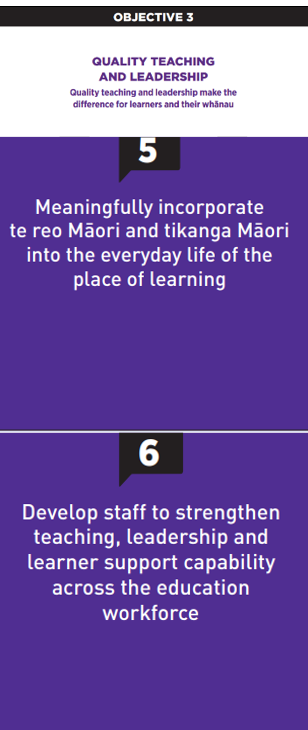 OBJECTIVE 3
QUALITY TEACHING
AND LEADERSHIP
Quality teaching and leadership make the
difference for learners and their whānau
5
Meaningfully incorporate
te reo Māori and tikanga Māori
into the everyday life of the
place of learning
6
Develop staff to strengthen
teaching, leadership and
learner support capability
across the education
workforce